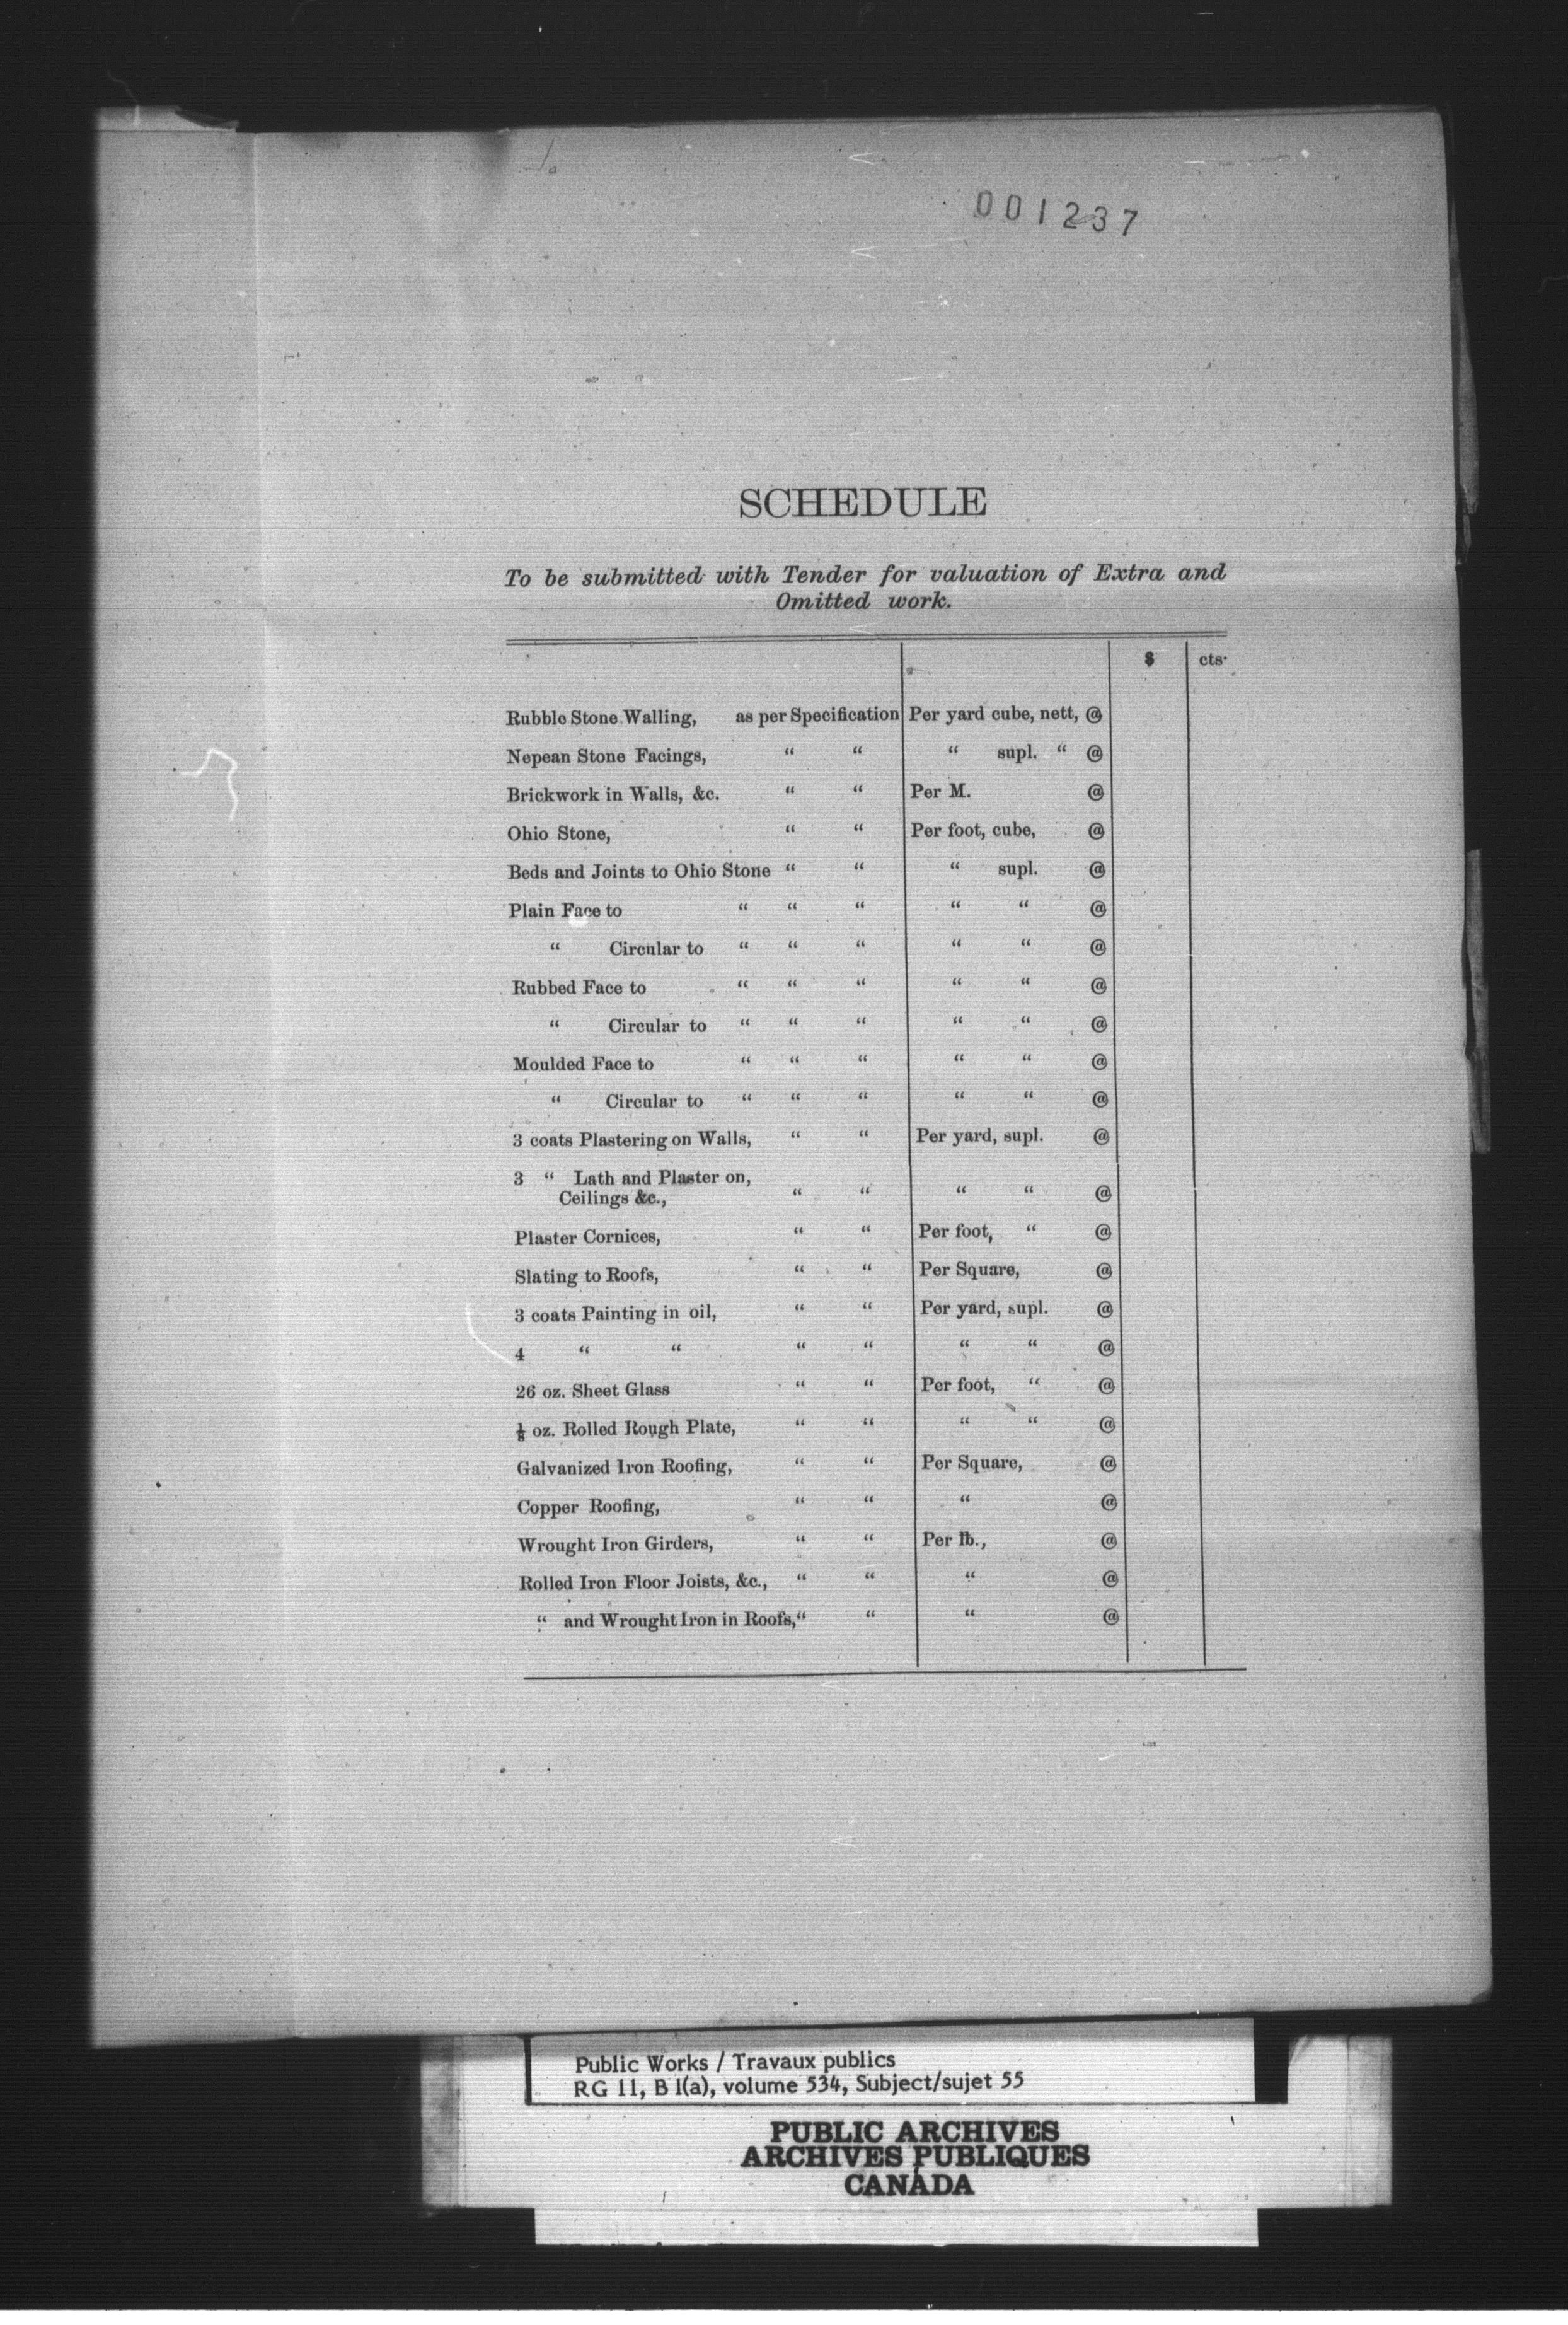 001237
SCHEDULE
To be submitted with Tender for valuation of Extra and
Omitted work.
$ cts.
Rubble Stone Walling, as per Specification Per yard cube, nett, @
Nepean Stone Facings, “ “ “ supl. “ @
Brickwork in Walls, &c. “ “ Per M. @
Ohio Stone, “ “ Per foot, cube, @
Beds and Joints to Ohio Stone “ “ “ supl. @
Plain Face to “ “ “ “ “ @
“ Circular to “ “ “ “ “ @
Rubbed Face to “ “ “ “ “ @
“ Circular to “ “ “ “ “ @
Moulded Face to “ “ “ “ “ @
“ Circular to “ “ “ “ “ @
3 coats Plastering on Walls, “ “ Per yard, supl. @
3 “ Lath and Plaster on,
Ceilings &c., “ “ “ “ @
Plaster Cornices, “ “ Per foot, “ @
Slating to Roofs, “ “ Per Square, @
3 coats Painting in oil, “ “ Per yard, supl. @
4 “ “ “ “ “ “ @
26 oz. Sheet Glass “ “ Per foot, “ @
⅛ oz. Rolled Rough Plate, “ “ “ “ @
Galvanized Iron Roofing, “ “ Per Square, @
Copper Roofing, “ “ “ @
Wrought Iron Girders, “ “ Per lb., @
Rolled Iron Floor Joists, &c., “ “ “ @
“ and Wrought Iron in Roofs, “ “ “ @
Public Works / Travaux publics
RG 11, B 1(a), volume 534, Subject/sujet 55
PUBLIC ARCHIVES
ARCHIVES PUBLIQUES
CANADA